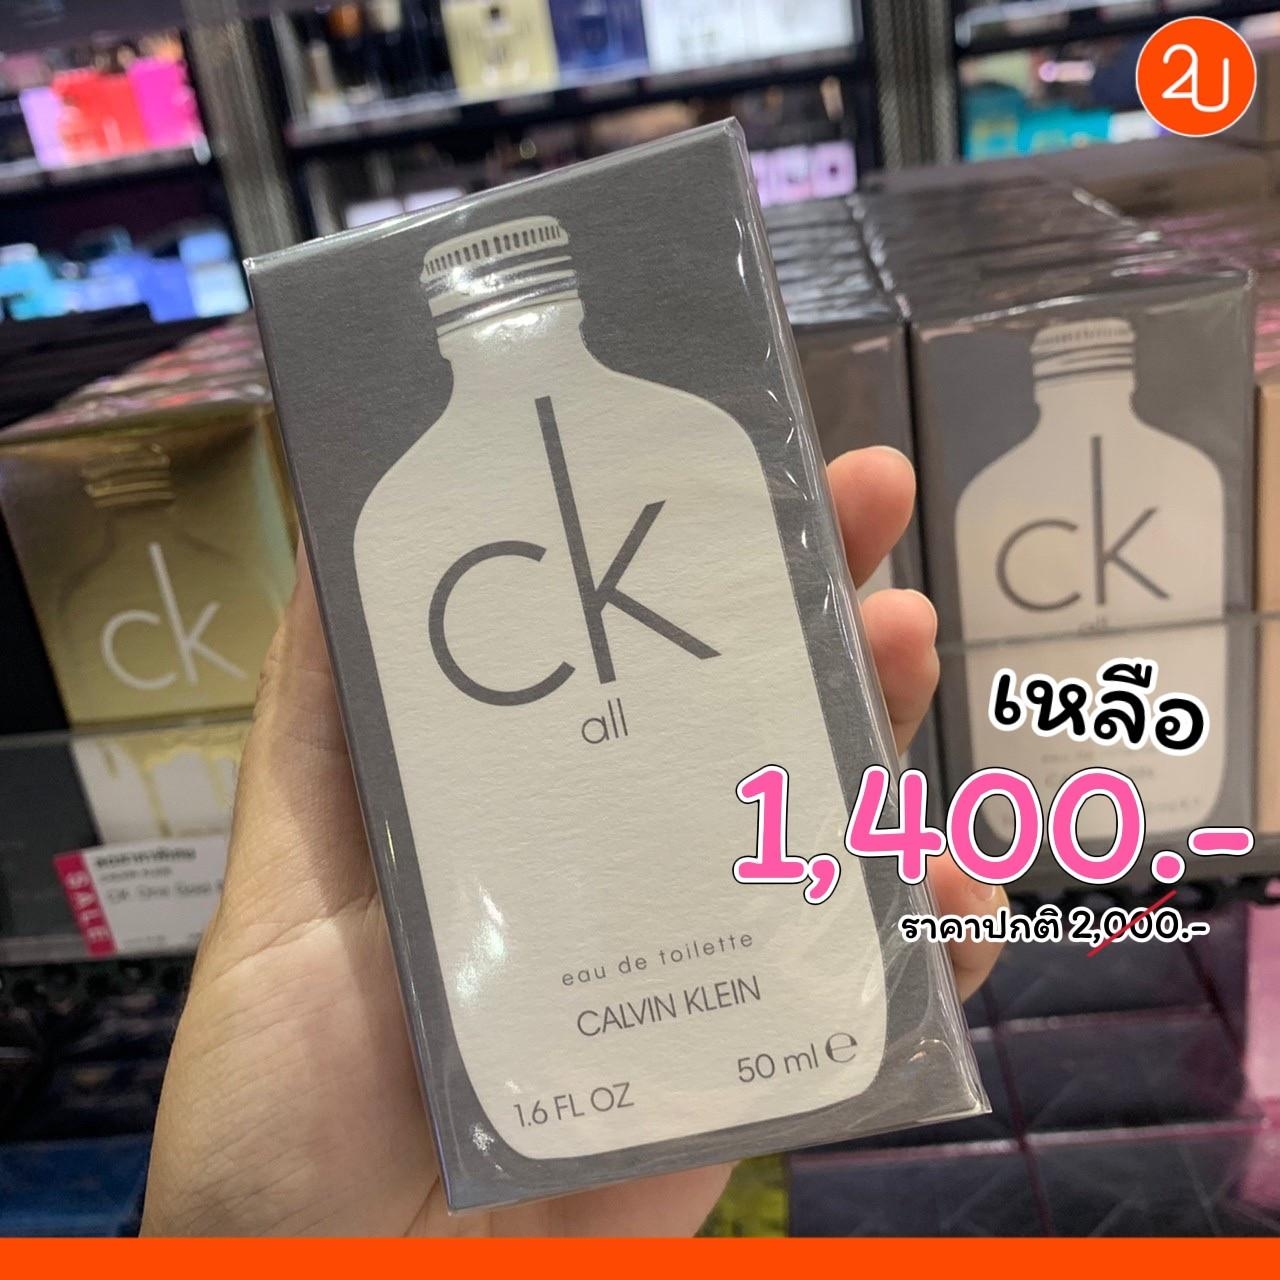 2U
ck
all
eau de toilette
CALVIN KLEIN
50 ml e
1.6 FL OZ
ck
ck
all
เหลือ
1,400.-
ราคาปกติ 2,000.-
SALE